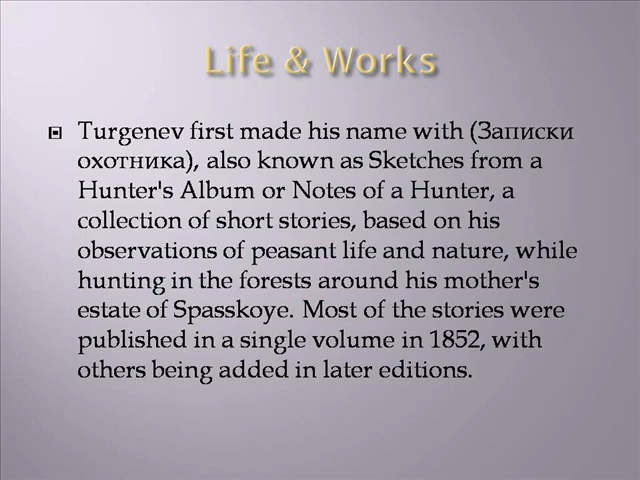 Life & Works
Turgenev first made his name with (Записки
охотника), also known as Sketches from a
Hunter's Album or Notes of a Hunter, a
collection of short stories, based on his
observations of peasant life and nature, while
hunting in the forests around his mother's
estate of Spasskoye. Most of the stories were
published in a single volume in 1852, with
others being added in later editions.